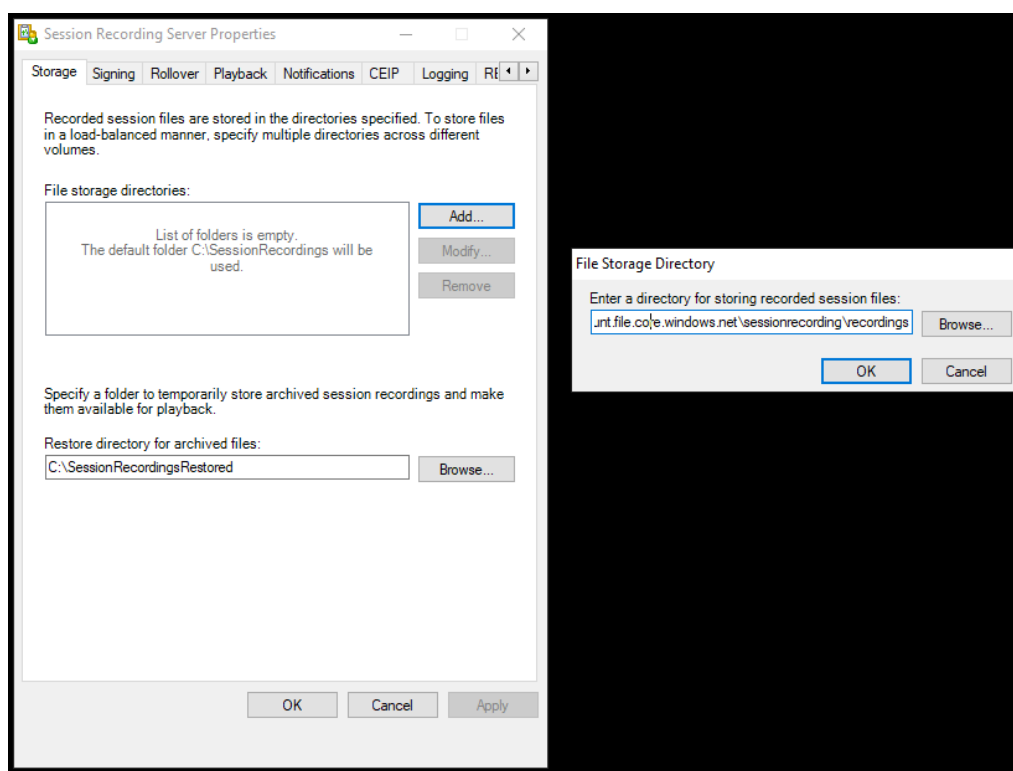 Session Recording Server Properties
Storage Signing Rollover Playback Notifications CEIP Logging
Recorded session files are stored in the directories specified. To store files
in a load-balanced manner, specify multiple directories across different
volumes.
File storage directories:
List of folders is empty.
The default folder C:\SessionRecordings will be
used.
Add...
Modify...
Remove
Specify a folder to temporarily store archived session recordings and make
them available for playback.
Restore directory for archived files:
C:\SessionRecordingsRestored
Browse...
OK Cancel Apply
File Storage Directory
Enter a directory for storing recorded session files:
unt.file.core.windows.net\sessionrecording\recordings
Browse...
OK Cancel